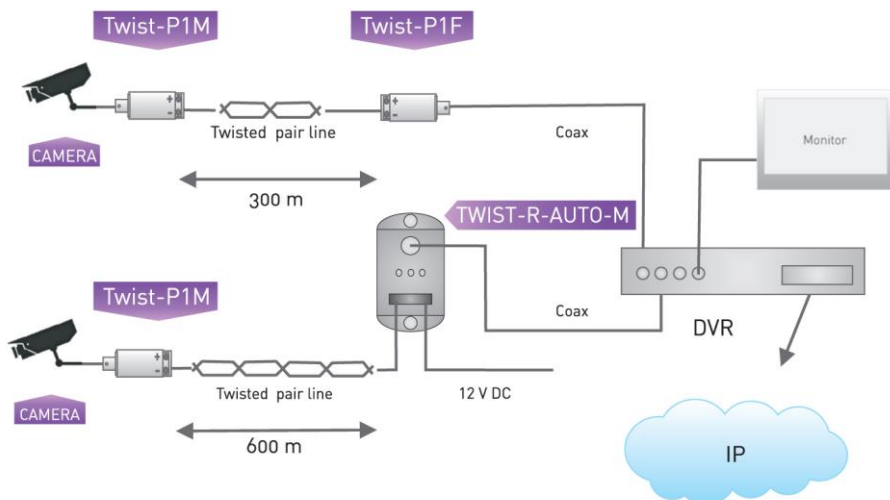 Twist-P1M
Twist-P1F
+
-
+
-
Twisted pair line
Coax
Monitor
CAMERA
300 m
TWIST-R-AUTO-M
Twist-P1M
Coax
DVR
+
-
Twisted pair line
12 V DC
CAMERA
600 m
IP